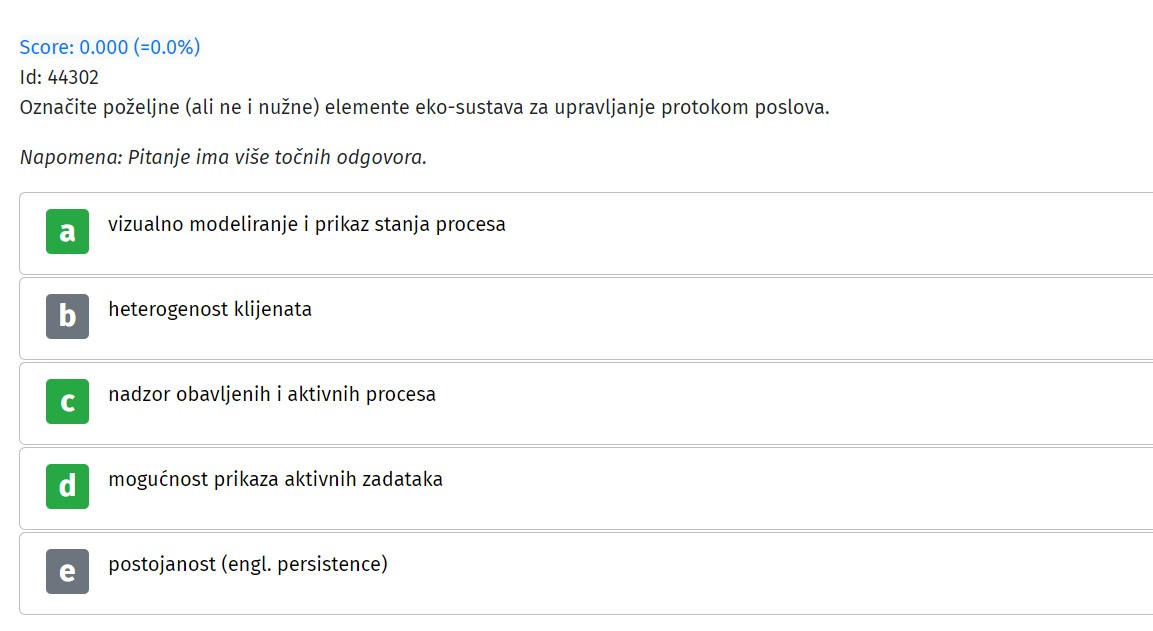 Score: 0.000 (=0.0%)
Id: 44302
Označite poželjne (ali ne i nužne) elemente eko-sustava za upravljanje protokom poslova.
Napomena: Pitanje ima više točnih odgovora.
a vizualno modeliranje i prikaz stanja procesa
b heterogenost klijenata
c nadzor obavljenih i aktivnih procesa
d mogućnost prikaza aktivnih zadataka
e postojanost (engl. persistence)